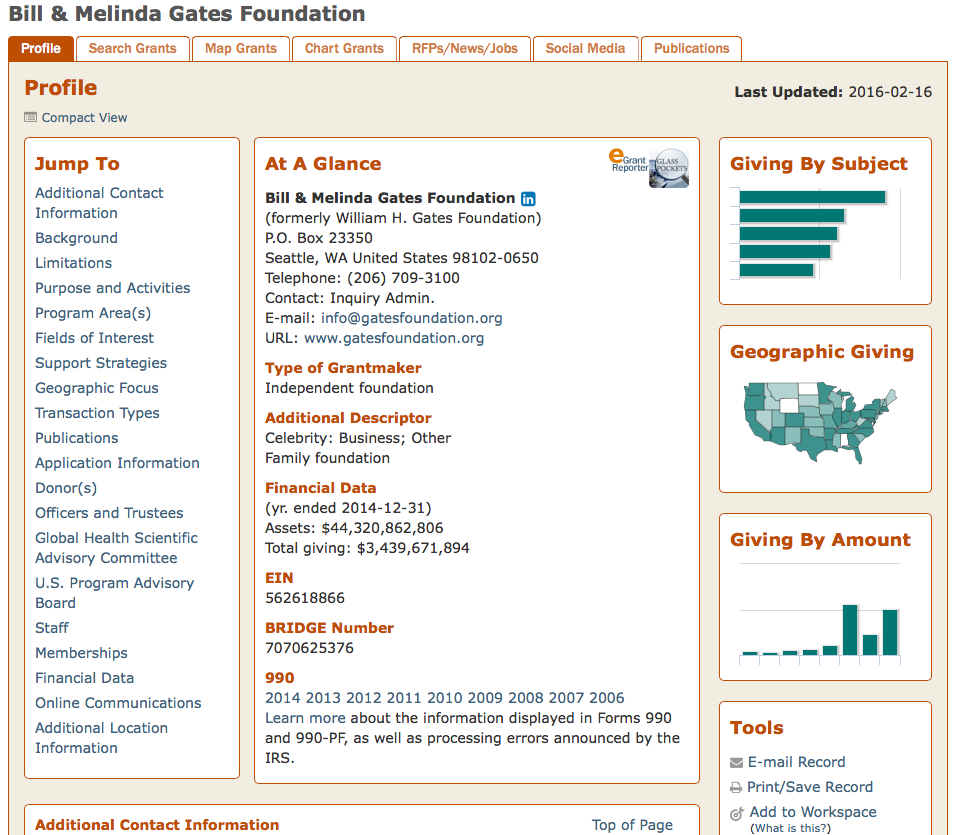 Bill & Melinda Gates Foundation
Profile
Search Grants
Map Grants
Chart Grants
RFPs/News/Jobs
Social Media
Publications
Profile
Last Updated: 2016-02-16
Compact View
Jump To
Additional Contact
Information
Background
Limitations
Purpose and Activities
Program Area(s)
Fields of Interest
Support Strategies
Geographic Focus
Transaction Types
Publications
Application Information
Donor(s)
Officers and Trustees
Global Health Scientific
Advisory Committee
U.S. Program Advisory
Board
Staff
Memberships
Financial Data
Online Communications
Additional Location
Information
At A Glance
eGrant
Reporter
GLASS
POCKETS
Bill & Melinda Gates Foundation in
(formerly William H. Gates Foundation)
P.O. Box 23350
Seattle, WA United States 98102-0650
Telephone: (206) 709-3100
Contact: Inquiry Admin.
E-mail: info@gatesfoundation.org
URL: www.gatesfoundation.org
Type of Grantmaker
Independent foundation
Additional Descriptor
Celebrity: Business; Other
Family foundation
Financial Data
(yr. ended 2014-12-31)
Assets: $44,320,862,806
Total giving: $3,439,671,894
EIN
562618866
BRIDGE Number
7070625376
990
2014 2013 2012 2011 2010 2009 2008 2007 2006
Learn more about the information displayed in Forms 990
and 990-PF, as well as processing errors announced by the
IRS.
Giving By Subject
Geographic Giving
Giving By Amount
Tools
E-mail Record
Print/Save Record
Add to Workspace
(What is this?)
Additional Contact Information
Top of Page